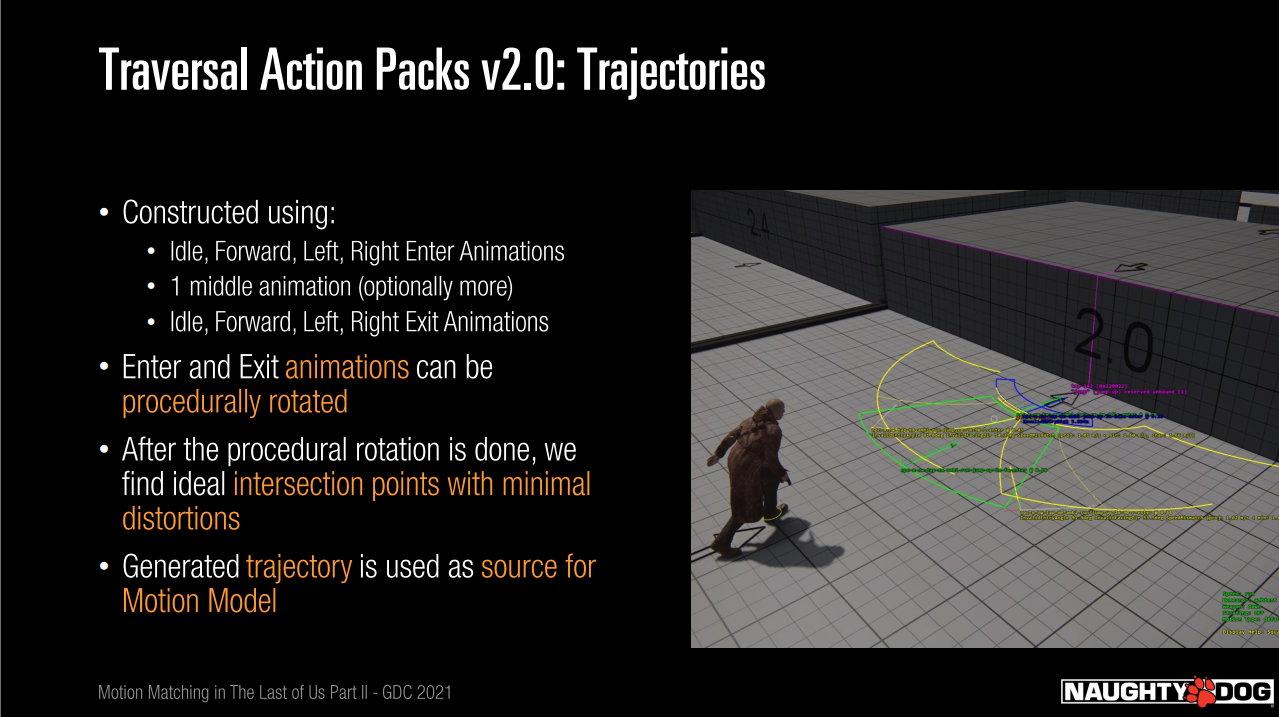 Traversal Action Packs v2.0: Trajectories
• Constructed using:
• Idle, Forward, Left, Right Enter Animations
• 1 middle animation (optionally more)
• Idle, Forward, Left, Right Exit Animations
• Enter and Exit animations can be
procedurally rotated
• After the procedural rotation is done, we
find ideal intersection points with minimal
distortions
• Generated trajectory is used as source for
Motion Model
2.4
2.0
Motion Matching in The Last of Us Part II - GDC 2021
NAUGHTY DOG